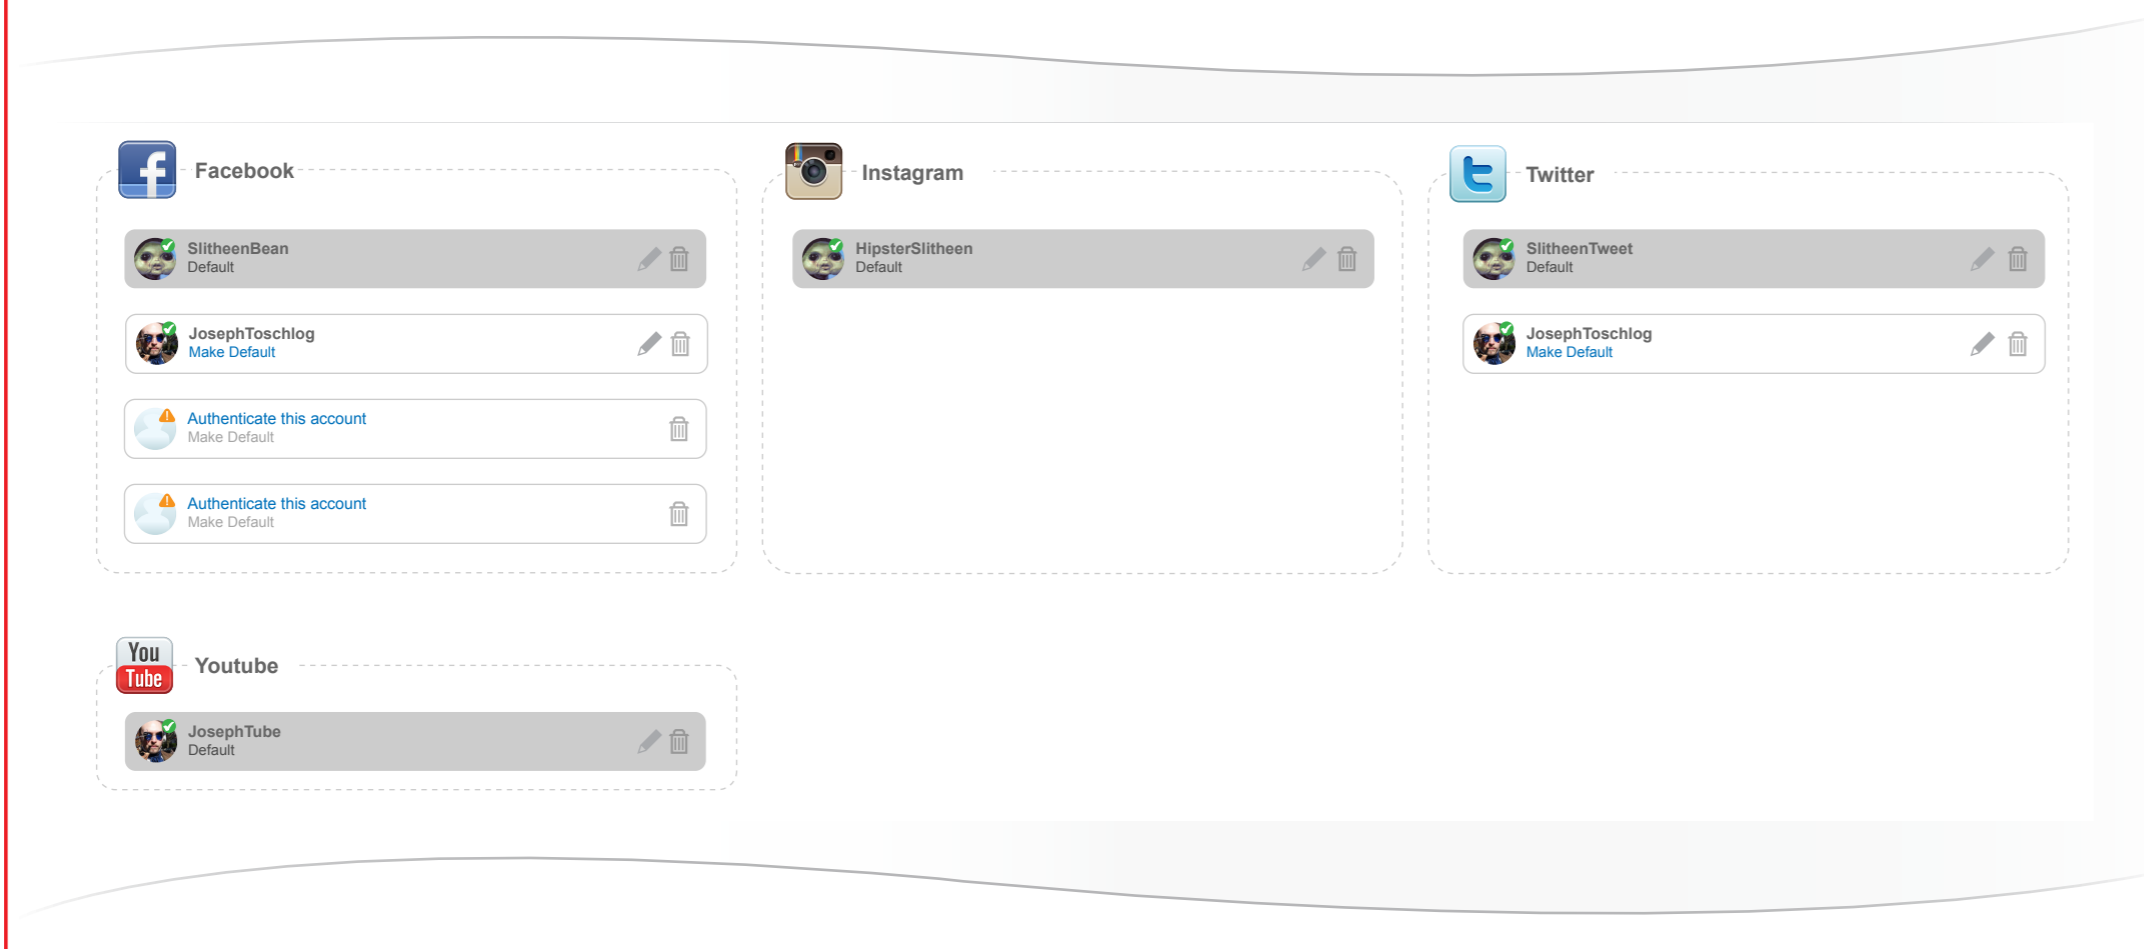 Facebook
SlitheenBean
Default
JosephToschlog
Make Default
Authenticate this account
Make Default
Authenticate this account
Make Default
Instagram
HipsterSlitheen
Default
Twitter
SlitheenTweet
Default
JosephToschlog
Make Default
You
Tube
Youtube
JosephTube
Default